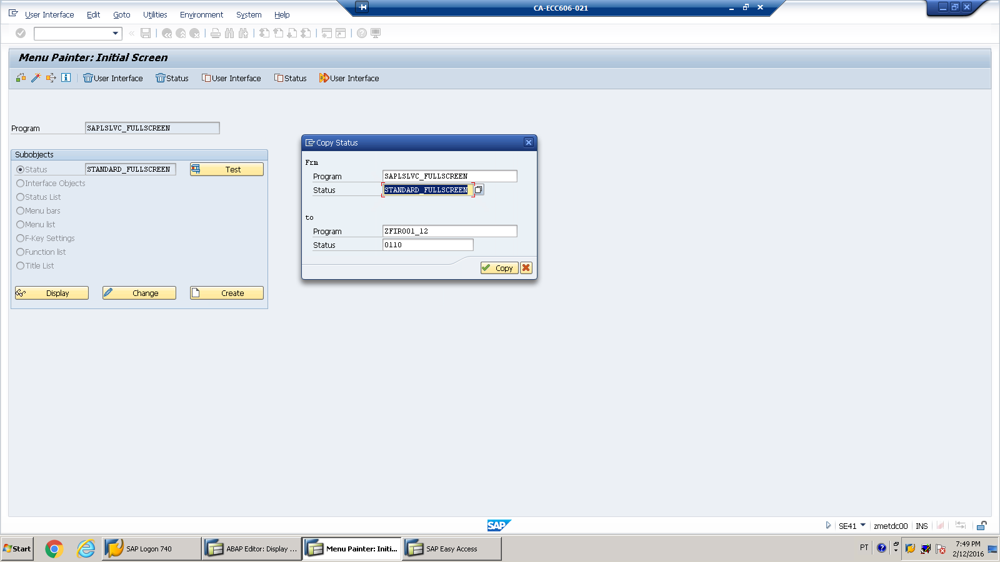 CA-ECC606-021
User Interface Edit Goto Utilities Environment System Help
Menu Painter: Initial Screen
User Interface Status User Interface Status User Interface
Program SAPLSLVC_FULLSCREEN
Subobjects
Status STANDARD_FULLSCREEN Test
Interface Objects
Status List
Menu bars
Menu list
F-Key Settings
Function list
Title List
Display Change Create
Copy Status
Frm
Program SAPLSLVC_FULLSCREEN
Status STANDARD_FULLSCREEN
to
Program ZFIR001_12
Status 0110
Copy
SAP
SE41 zmetdc00 INS
Start SAP Logon 740 ABAP Editor: Display ... Menu Painter: Initi... SAP Easy Access PT 7:49 PM
2/12/2016